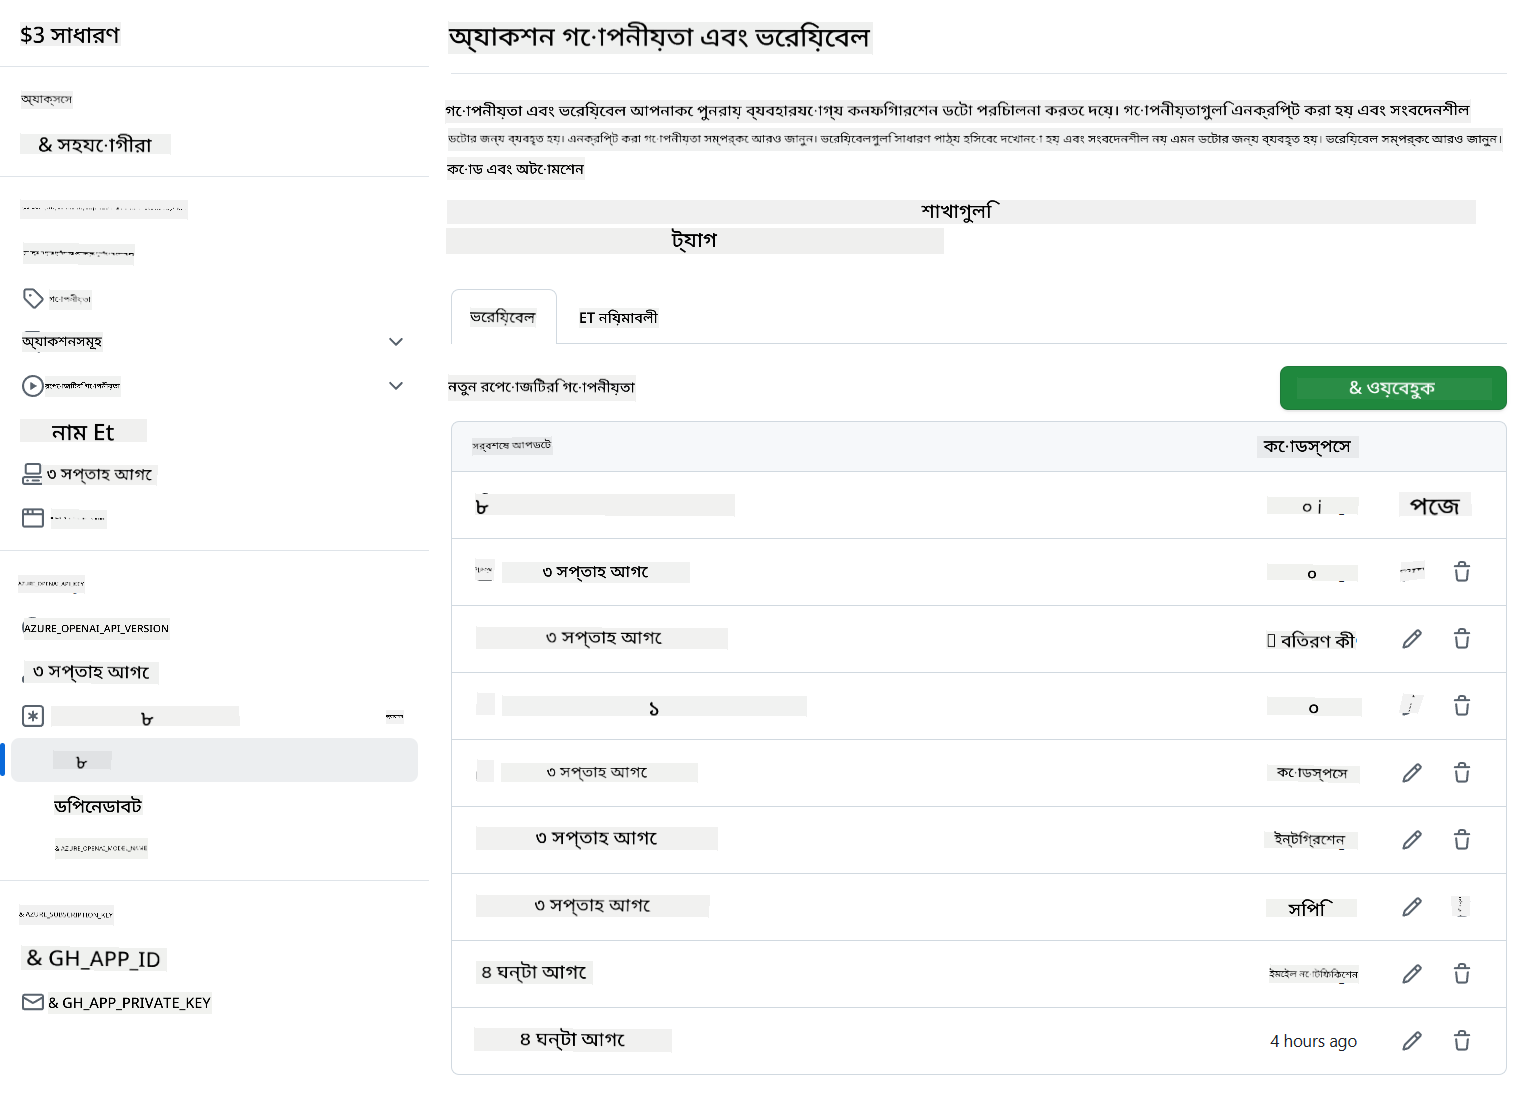 $3 সাধারণ
অ্যাক্সেস
& সহযোগীরা
গোপনীয়তা
অ্যাকশনসমূহ
রিপোজিটরি গোপনীয়তা
নাম Et
৩ সপ্তাহ আগে
AZURE_OPENAI_API_KEY
AZURE_OPENAI_API_VERSION
৩ সপ্তাহ আগে
৮
৮
ডিপেনডাবট
& AZURE_OPENAI_MODEL_NAME
& AZURE_SUBSCRIPTION_KEY
& GH_APP_ID
& GH_APP_PRIVATE_KEY
অ্যাকশন গোপনীয়তা এবং ভেরিয়েবল
গোপনীয়তা এবং ভেরিয়েবল আপনাকে পুনরায় ব্যবহারযোগ্য কনফিগারেশন ডেটা পরিচালনা করতে দেয়। গোপনীয়তাগুলি এনক্রিপ্ট করা হয় এবং সংবেদনশীল
ডেটার জন্য ব্যবহৃত হয়। এনক্রিপ্ট করা গোপনীয়তা সম্পর্কে আরও জানুন। ভেরিয়েবলগুলি সাধারণ পাঠ্য হিসেবে দেখানো হয় এবং সংবেদনশীল নয় এমন ডেটার জন্য ব্যবহৃত হয়। ভেরিয়েবল সম্পর্কে আরও জানুন।
কোড এবং অটোমেশন
শাখাগুলি
ট্যাগ
ভেরিয়েবল
ET নিয়মাবলী
নতুন রিপোজিটরি গোপনীয়তা
& ওয়েবহুক
সর্বশেষ আপডেট
কোডস্পেস
৮
০ j
পেজ
৩ সপ্তাহ আগে
০
৩ সপ্তাহ আগে
বিতরণ কী
১
০
৩ সপ্তাহ আগে
কোডস্পেস
৩ সপ্তাহ আগে
ইন্টিগ্রেশন
৩ সপ্তাহ আগে
সিপি
৪ ঘন্টা আগে
ইমেইল নোটিফিকেশন
৪ ঘন্টা আগে
4 hours ago